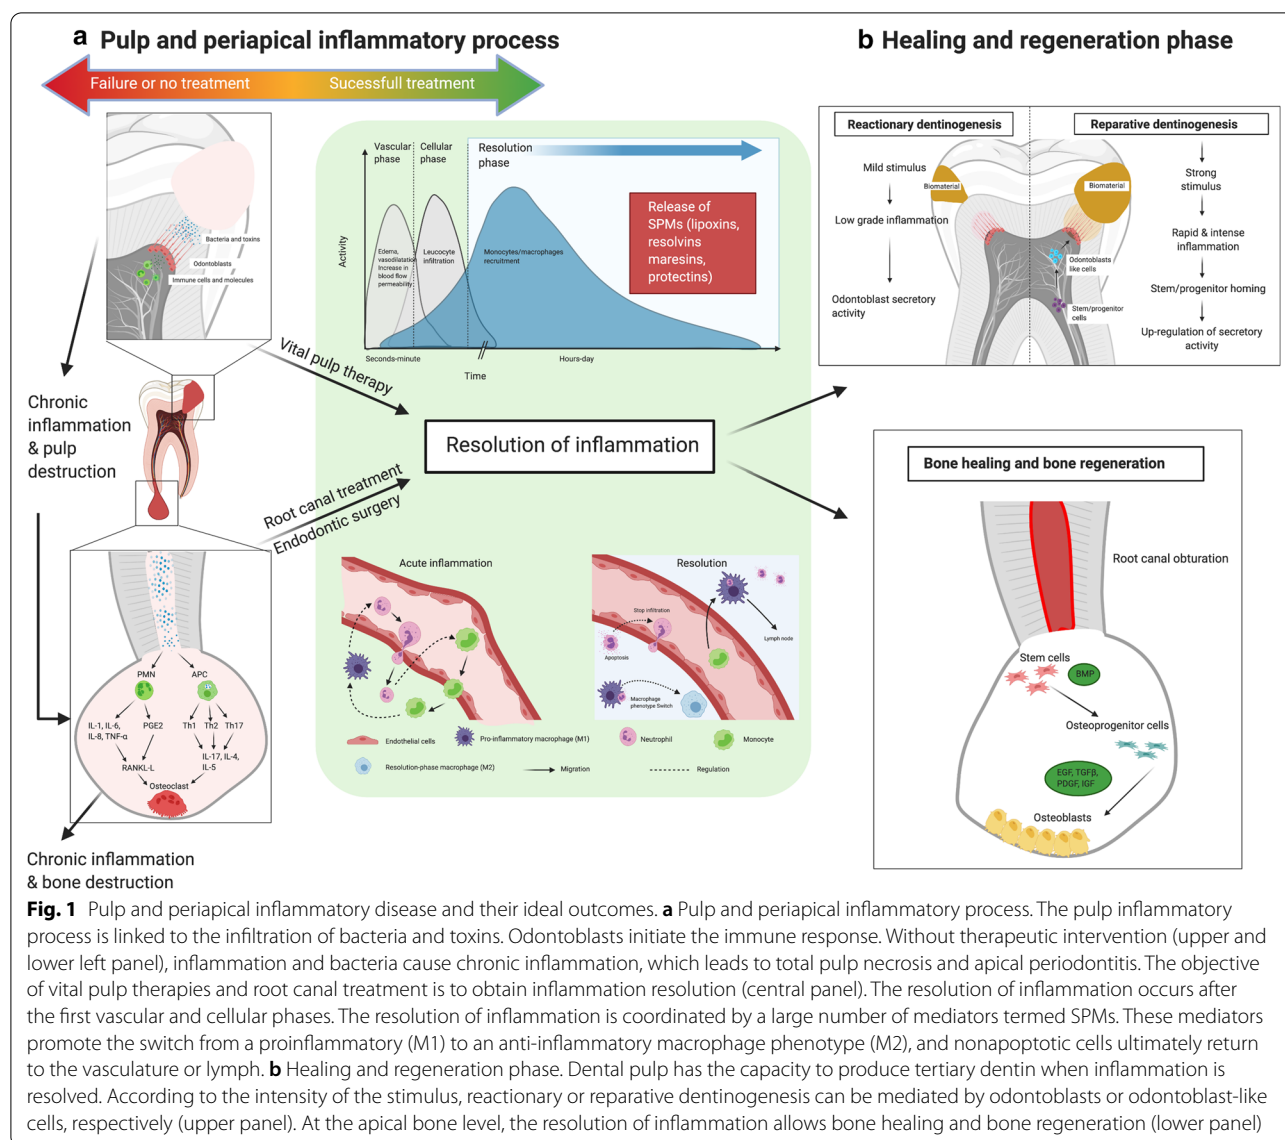 a Pulp and periapical inflammatory process
Failure or no treatment
Sucessfull treatment
Bacteria and toxins
Odontoblasts
Immune cells and molecules
Chronic
inflammation
& pulp
destruction
Vital pulp therapy
Root canal treatment
Endodontic surgery
PMN
APC
IL-1, IL-6,
IL-8, TNF-α
PGE2
Th1
Th2
Th17
IL-17, IL-4,
IL-5
RANKL-L
Osteoclast
Chronic inflammation
& bone destruction
Vascular
phase
Cellular
phase
Resolution
phase
Activity
Edema,
vasodilatation
Increase in
blood flow
permeability
Leucocyte
infiltration
Monocytes/macrophages
recruitment
Release of
SPMs (lipoxins,
resolvins
maresins,
protectins)
Seconds-minute
Hours-day
Time
Resolution of inflammation
Acute inflammation
Resolution
Stop infiltration
Apoptosis
Lymph node
Macrophage
phenotype Switch
Endothelial cells
Pro-inflammatory macrophage (M1)
Neutrophil
Monocyte
Resolution-phase macrophage (M2)
Migration
Regulation
b Healing and regeneration phase
Reactionary dentinogenesis
Mild stimulus
Low grade inflammation
Odontoblast secretory
activity
Biomaterial
Biomaterial
Odontoblasts
like cells
Stem/progenitor
cells
Reparative dentinogenesis
Strong
stimulus
Rapid & intense
inflammation
Stem/progenitor homing
Up-regulation of secretory
activity
Bone healing and bone regeneration
Root canal obturation
Stem cells
BMP
Osteoprogenitor cells
EGF, TGFβ,
PDGF, IGF
Osteoblasts
Fig. 1 Pulp and periapical inflammatory disease and their ideal outcomes. a Pulp and periapical inflammatory process. The pulp inflammatory
process is linked to the infiltration of bacteria and toxins. Odontoblasts initiate the immune response. Without therapeutic intervention (upper and
lower left panel), inflammation and bacteria cause chronic inflammation, which leads to total pulp necrosis and apical periodontitis. The objective
of vital pulp therapies and root canal treatment is to obtain inflammation resolution (central panel). The resolution of inflammation occurs after
the first vascular and cellular phases. The resolution of inflammation is coordinated by a large number of mediators termed SPMs. These mediators
promote the switch from a proinflammatory (M1) to an anti-inflammatory macrophage phenotype (M2), and nonapoptotic cells ultimately return
to the vasculature or lymph. b Healing and regeneration phase. Dental pulp has the capacity to produce tertiary dentin when inflammation is
resolved. According to the intensity of the stimulus, reactionary or reparative dentinogenesis can be mediated by odontoblasts or odontoblast-like
cells, respectively (upper panel). At the apical bone level, the resolution of inflammation allows bone healing and bone regeneration (lower panel)